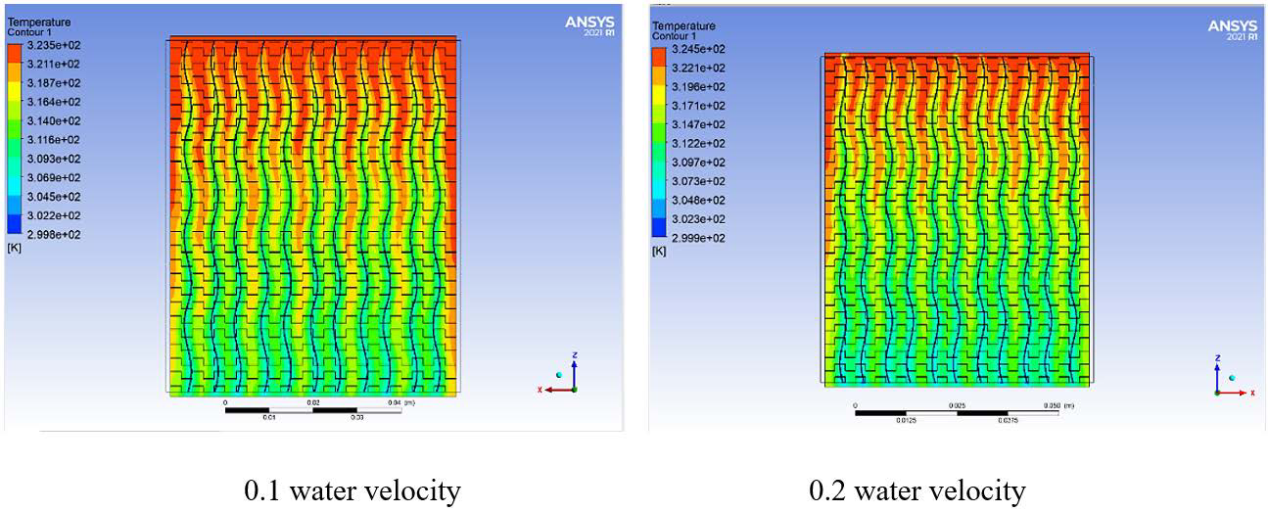 Temperature
Contour 1
3.235e+02
3.211e+02
3.187e+02
3.164e+02
3.140e+02
3.116e+02
3.093e+02
3.069e+02
3.045e+02
3.022e+02
2.998e+02
[K]
ANSYS
2021 R1
Z
X
0
0.02
0.04 (m)
0.01
0.03
Temperature
Contour 1
3.245e+02
3.221e+02
3.196e+02
3.171e+02
3.147e+02
3.122e+02
3.097e+02
3.073e+02
3.048e+02
3.023e+02
2.999e+02
[K]
ANSYS
2021 R1
Z
X
0
0.025
0.050 (m)
0.0125
0.0375
0.1 water velocity
0.2 water velocity